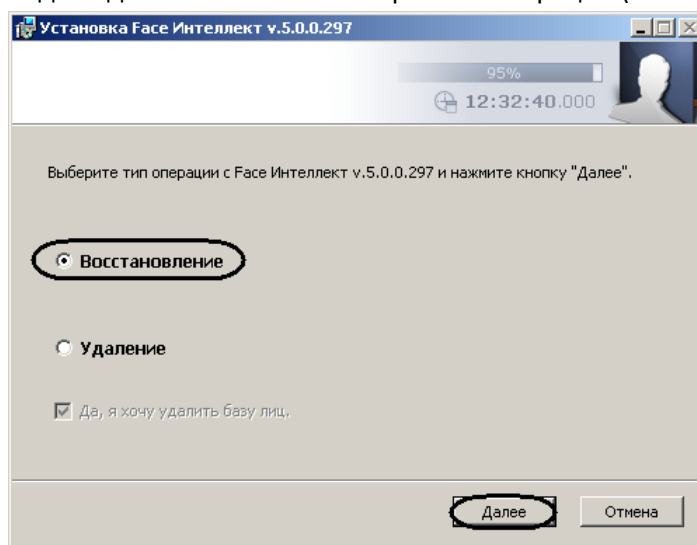 Установка Face Интеллект v.5.0.0.297
95%
12:32:40.000
Выберите тип операции с Face Интеллект v.5.0.0.297 и нажмите кнопку "Далее".
Восстановление
Удаление
Да, я хочу удалить базу лиц.
Далее
Отмена